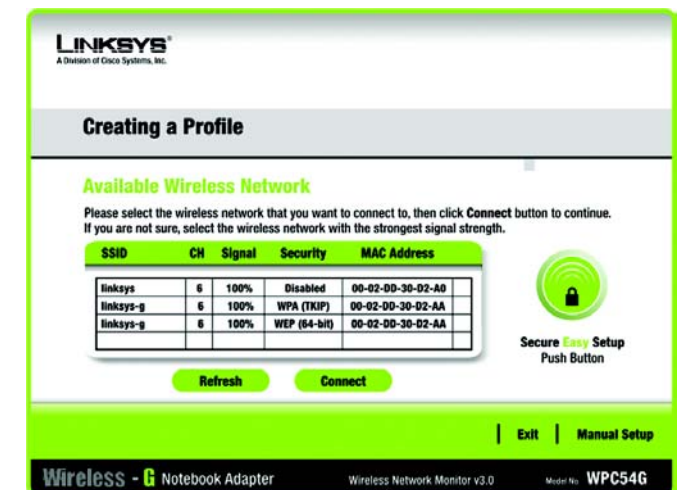 LINKSYS®
A Division of Cisco Systems, Inc.
Creating a Profile
Available Wireless Network
Please select the wireless network that you want to connect to, then click Connect button to continue.
If you are not sure, select the wireless network with the strongest signal strength.
SSID CH Signal Security MAC Address
linksys 6 100% Disabled 00-02-DD-30-D2-A0
linksys-g 6 100% WPA (TKIP) 00-02-DD-30-D2-AA
linksys-g 6 100% WEP (64-bit) 00-02-DD-30-D2-AA
Secure Easy Setup
Push Button
Refresh Connect
Exit Manual Setup
Wireless - G Notebook Adapter Wireless Network Monitor v3.0 Model No WPC54G